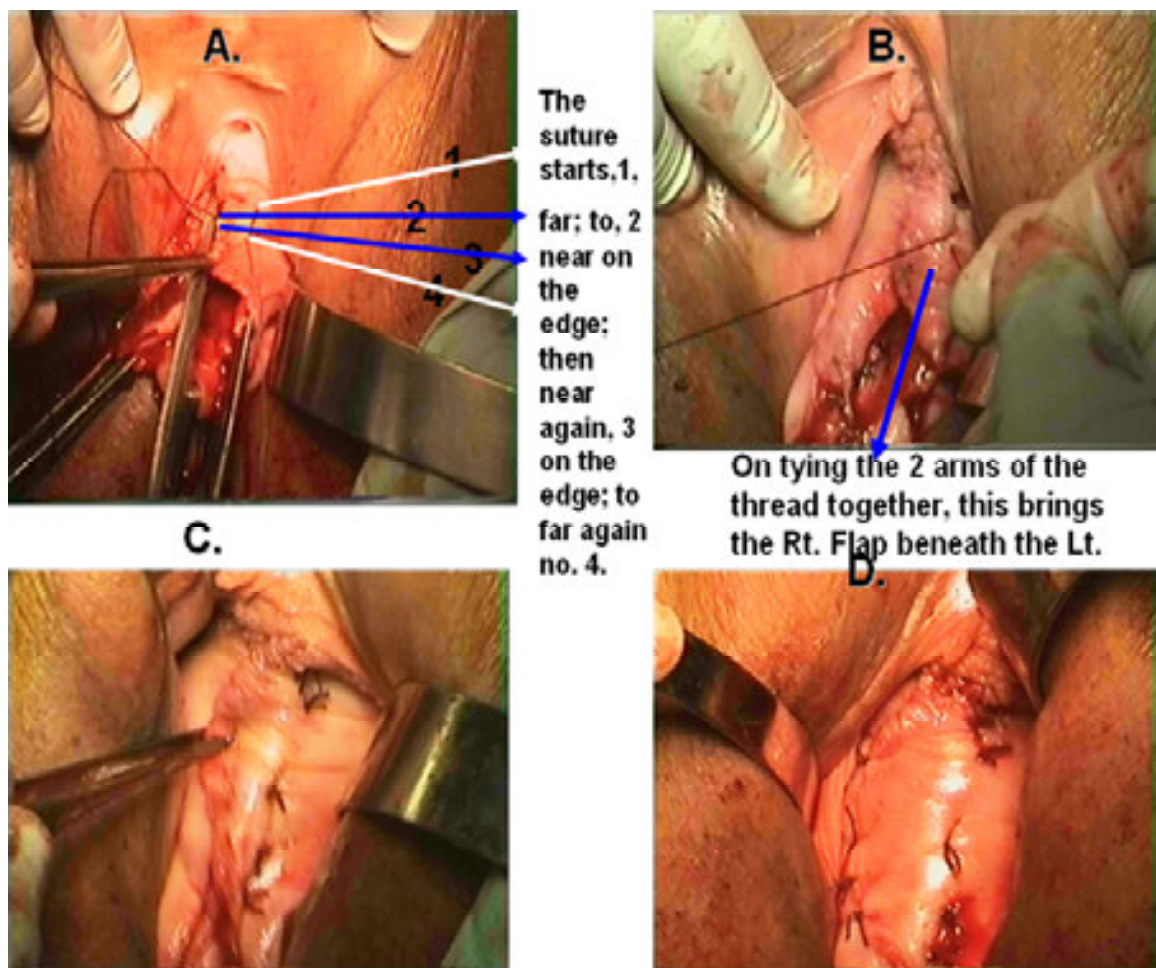 A.
1
2
3
4
The
suture
starts,1,
far; to, 2
near on
the
edge;
then
near
again, 3
on the
edge; to
far again
no. 4.
B.
On tying the 2 arms of the
thread together, this brings
the Rt. Flap beneath the Lt.
C.
D.